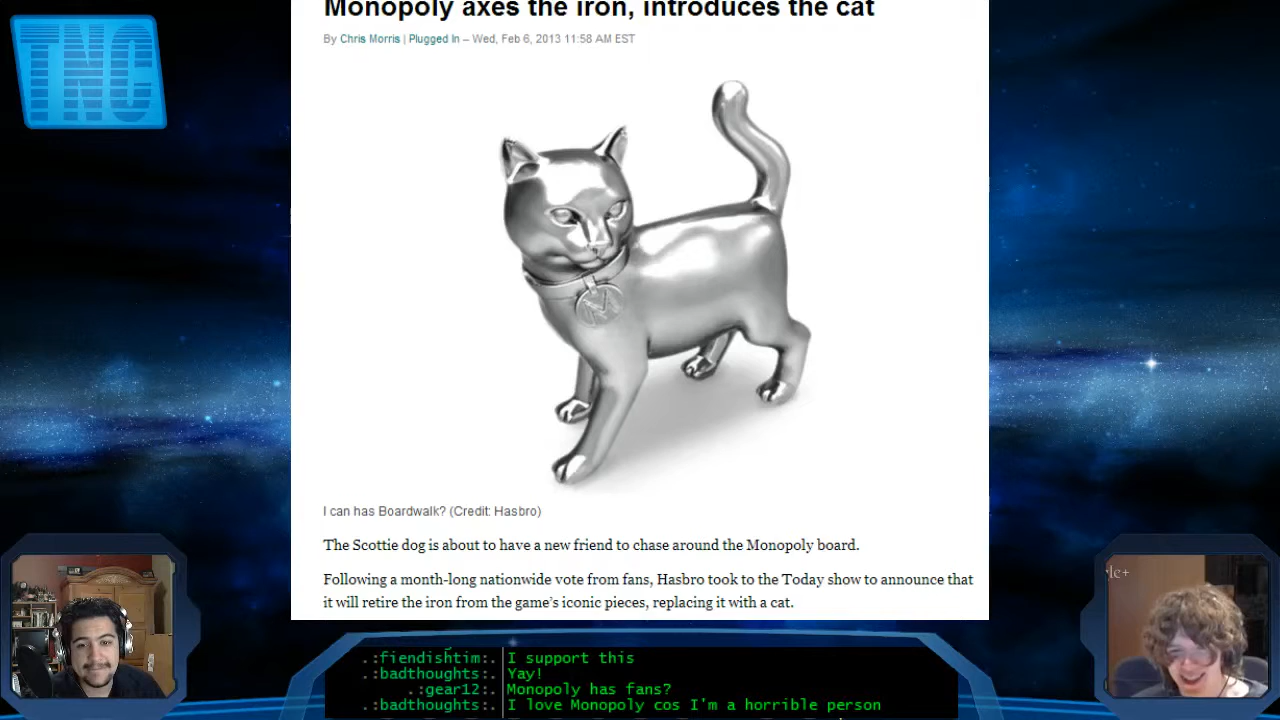 TNC
Monopoly axes the iron, introduces the cat
By Chris Morris | Plugged In – Wed, Feb 6, 2013 11:58 AM EST
M
I can has Boardwalk? (Credit: Hasbro)
The Scottie dog is about to have a new friend to chase around the Monopoly board.
Following a month-long nationwide vote from fans, Hasbro took to the Today show to announce that
it will retire the iron from the game's iconic pieces, replacing it with a cat.
.:fiendishtim:. I support this
.:badthoughts:. Yay!
.:gear12:. Monopoly has fans?
.:badthoughts:. I love Monopoly cos I'm a horrible person